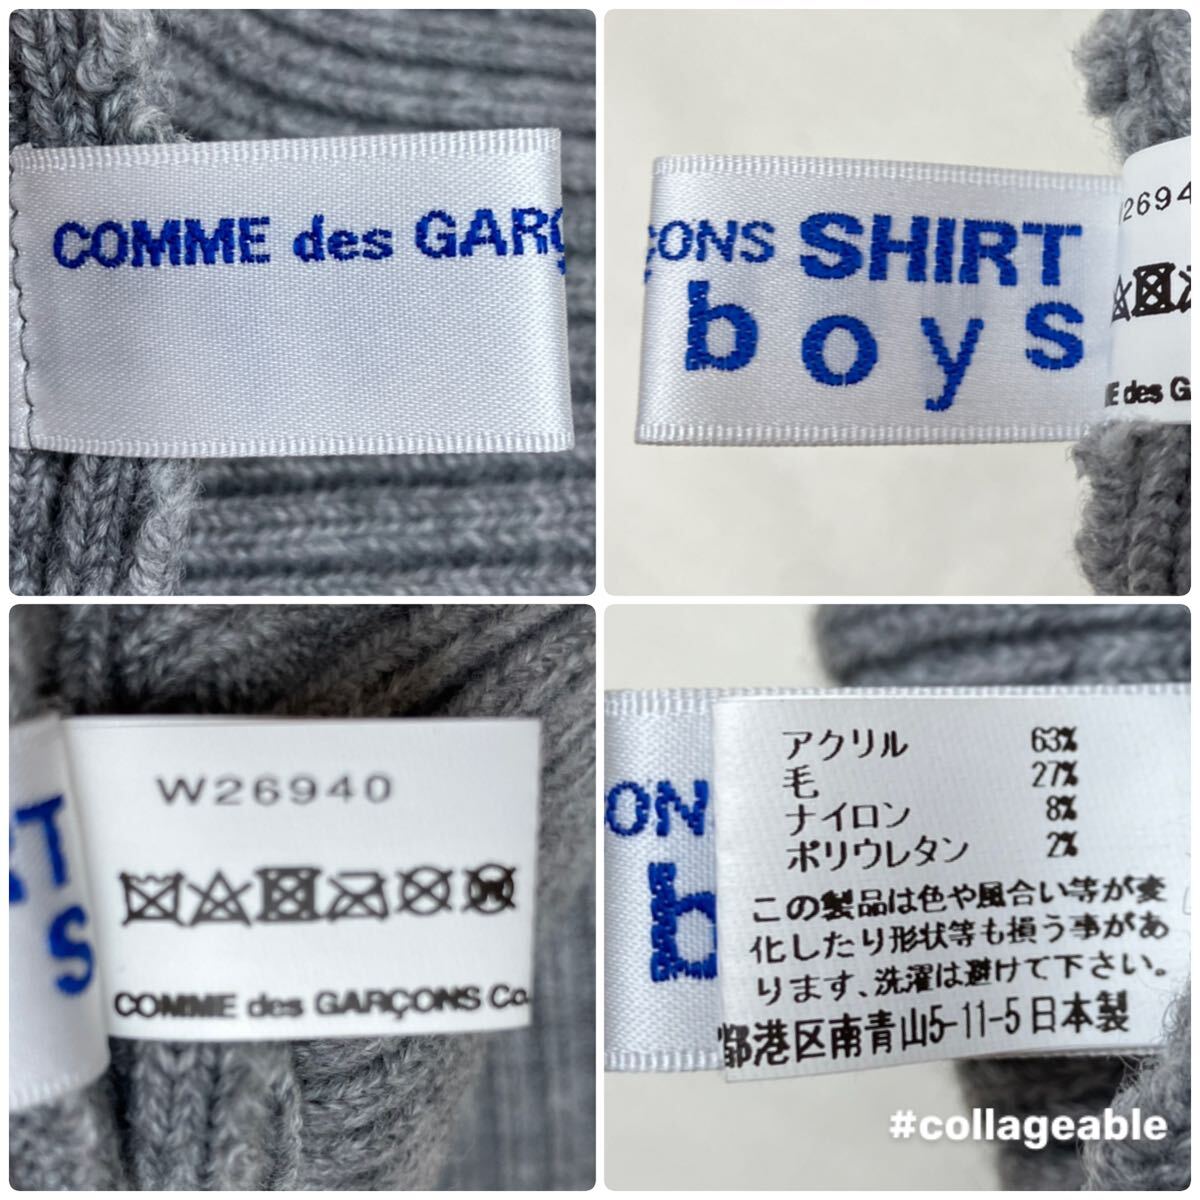 COMME des GARÇ
ÇONS SHIRT
boys
2694
E des G
W26940
COMME des GARÇONS Co.
T
S
ON
b
アクリル 63%
毛 27%
ナイロン 8%
ポリウレタン 2%
この製品は色や風合い等が変
化したり形状等も損う事があ
ります、洗濯は避けて下さい。
都港区南青山5-11-5 日本製
#collageable